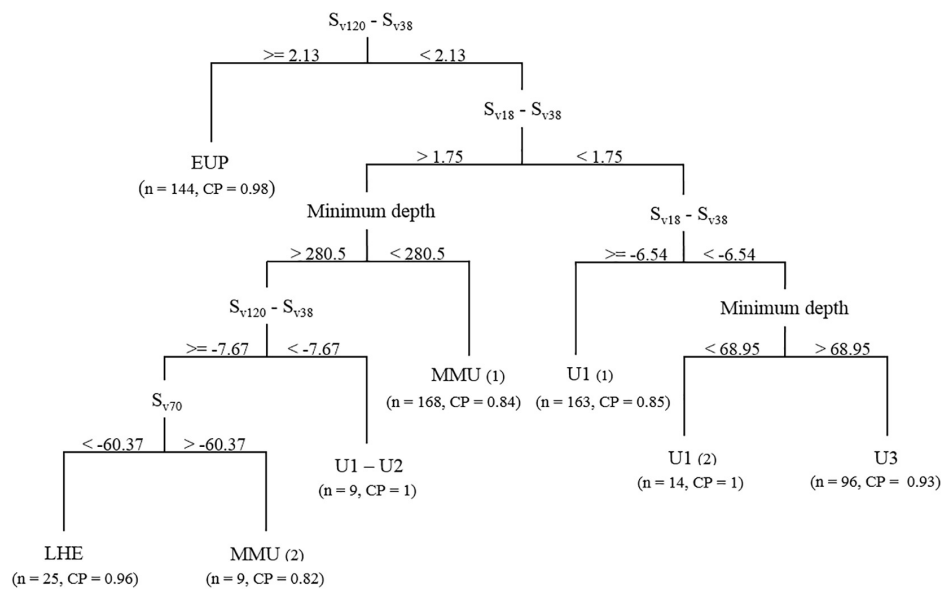 Sv120 - Sv38
>= 2.13 < 2.13
Sv18 - Sv38
> 1.75 < 1.75
EUP
(n = 144, CP = 0.98)
Minimum depth
Sv18 - Sv38
> 280.5 < 280.5
>= -6.54 < -6.54
Sv120 - Sv38
Minimum depth
>= -7.67 < -7.67
< 68.95 > 68.95
MMU (1)
(n = 168, CP = 0.84)
U1 (1)
(n = 163, CP = 0.85)
Sv70
< -60.37 > -60.37
U1 – U2
(n = 9, CP = 1)
U1 (2)
(n = 14, CP = 1)
U3
(n = 96, CP = 0.93)
LHE
(n = 25, CP = 0.96)
MMU (2)
(n = 9, CP = 0.82)